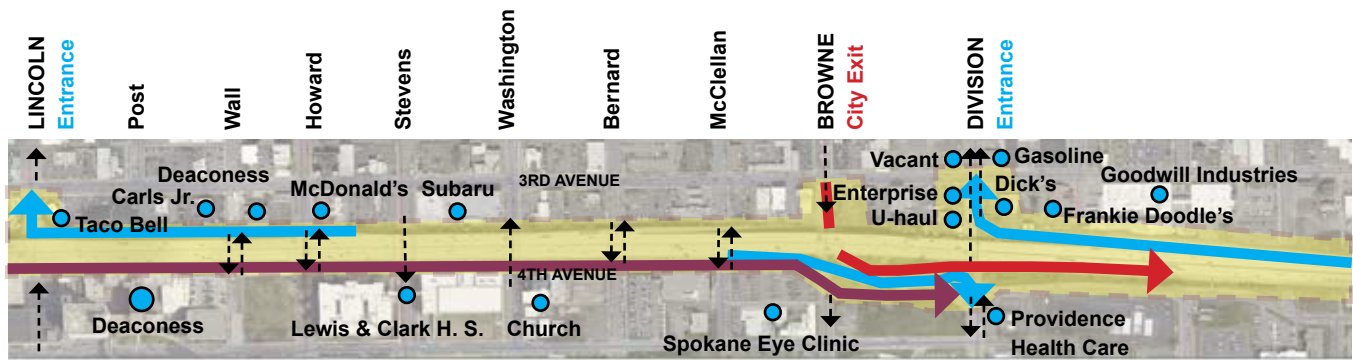 LINCOLN
Entrance
Post
Wall
Howard
Stevens
Washington
Bernard
McClellan
BROWNE
City Exit
DIVISION
Entrance
Vacant
Gasoline
Deaconess
Carls Jr.
McDonald's
Subaru
3RD AVENUE
Enterprise
Dick's
Goodwill Industries
Taco Bell
U-haul
Frankie Doodle's
4TH AVENUE
Deaconess
Lewis & Clark H. S.
Church
Spokane Eye Clinic
Providence
Health Care